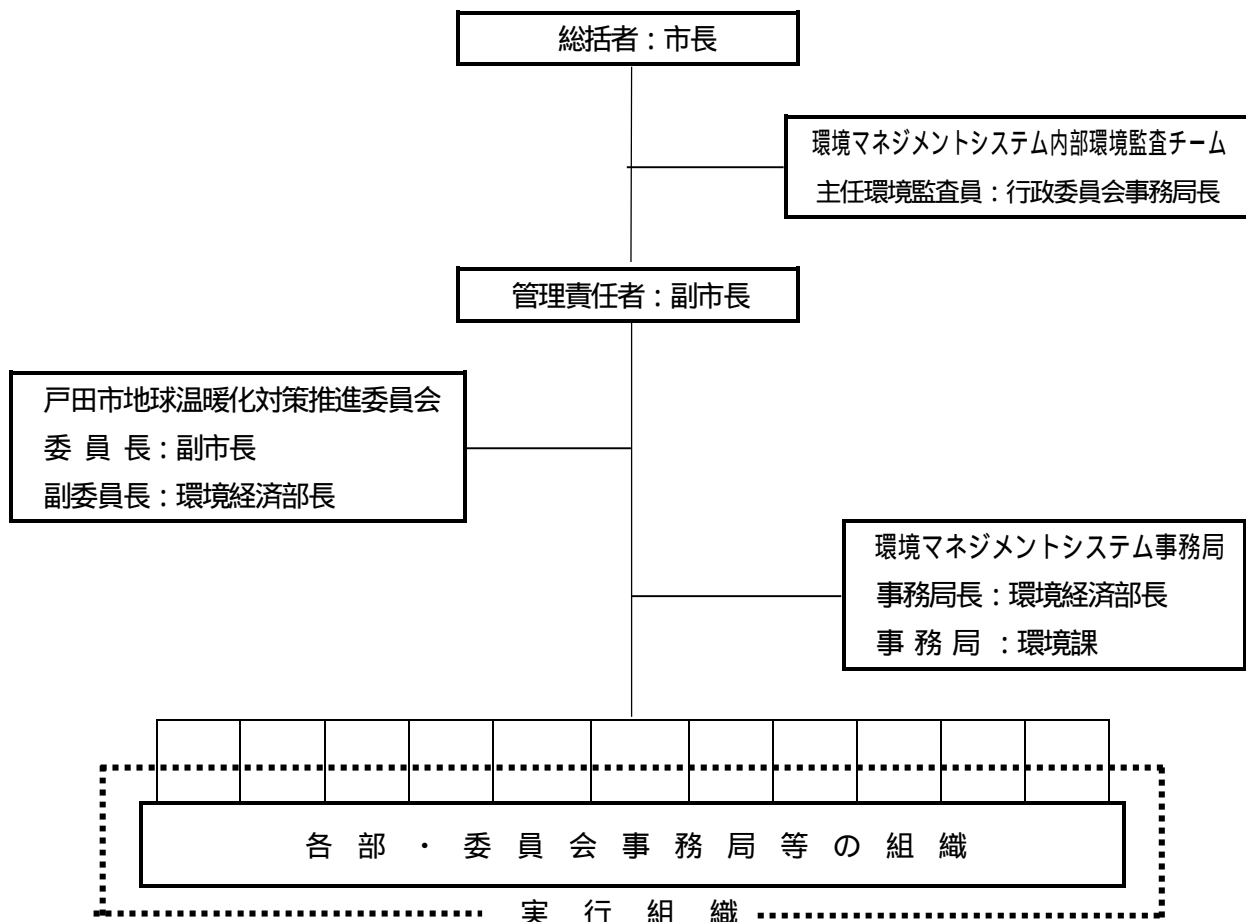 総括者：市長
環境マネジメントシステム内部環境監査チーム
主任環境監査員：行政委員会事務局長
管理責任者：副市長
戸田市地球温暖化対策推進委員会
委 員 長：副市長
副委員長：環境経済部長
環境マネジメントシステム事務局
事務局長：環境経済部長
事 務 局 ：環境課
各 部 ・ 委 員 会 事 務 局 等 の 組 織
実 行 組 織